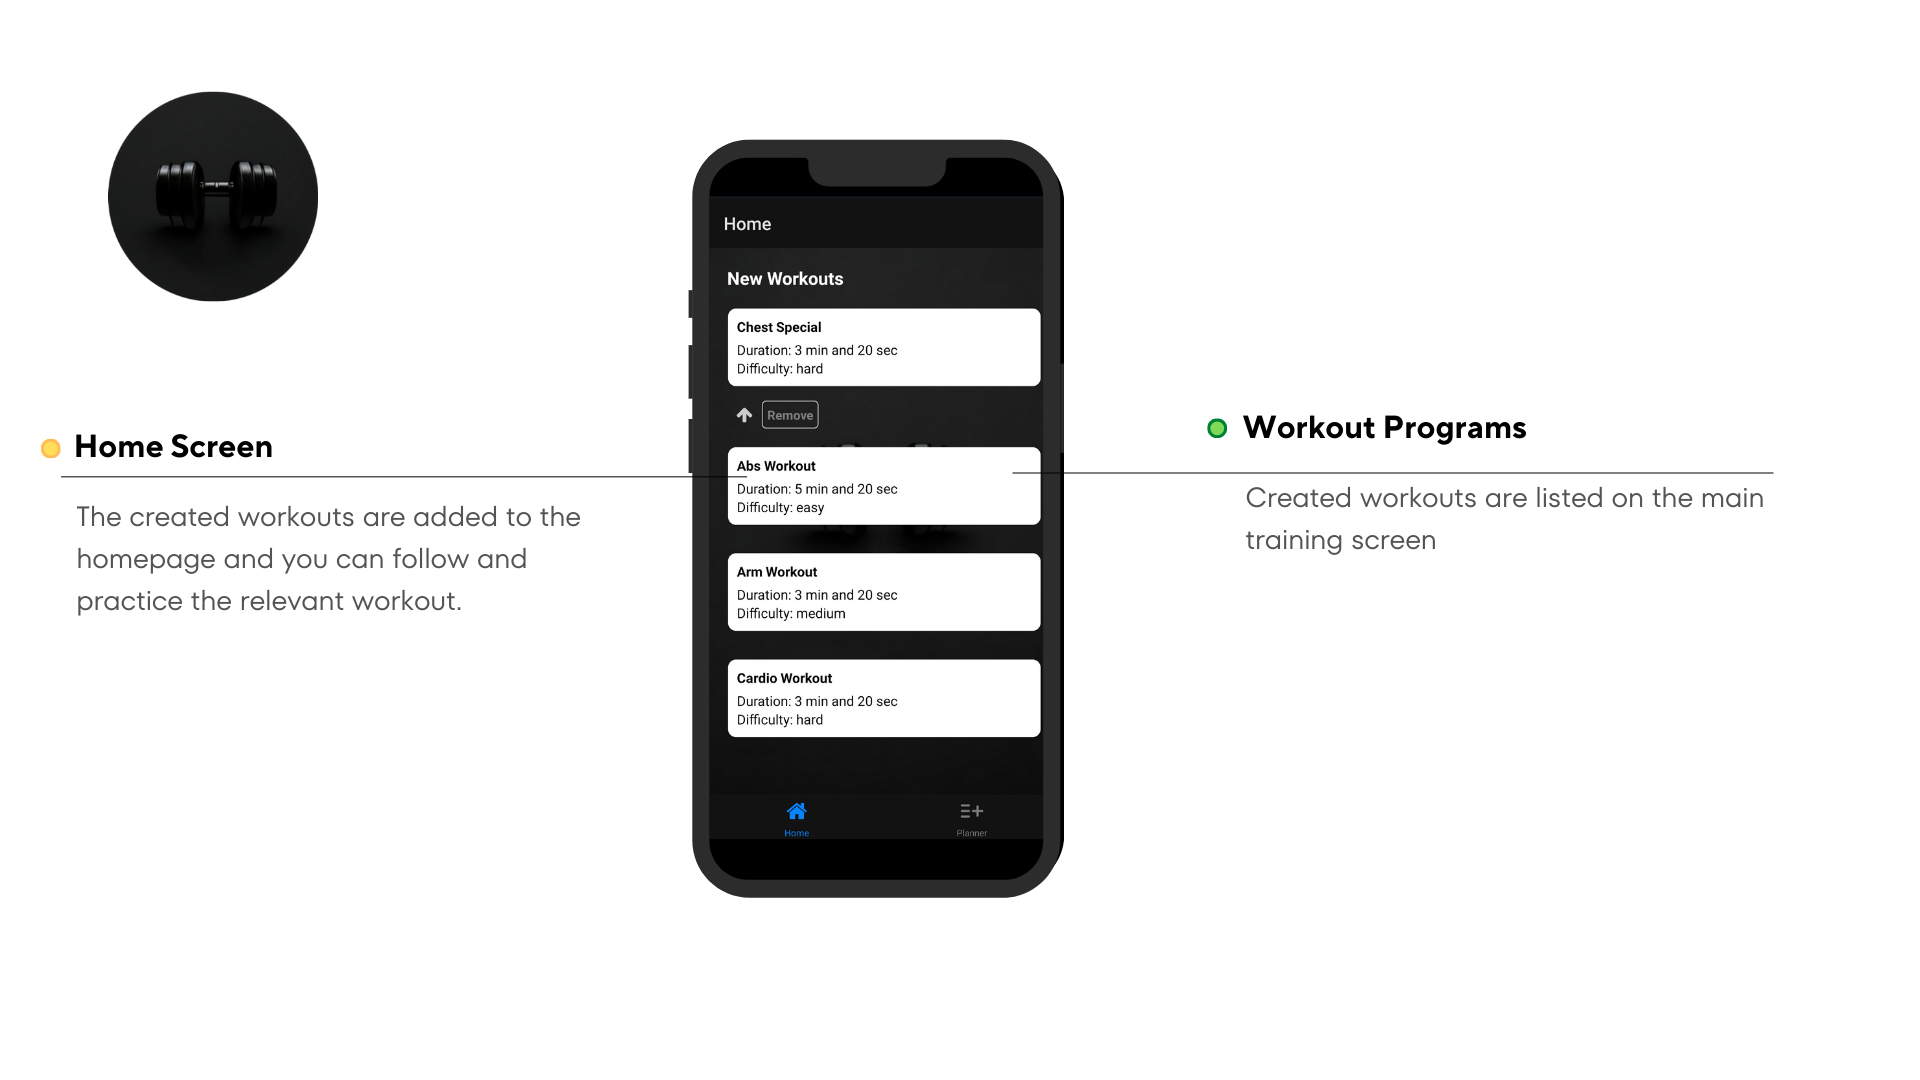 Home
New Workouts
Chest Special
Duration: 3 min and 20 sec
Difficulty: hard
Remove
Abs Workout
Duration: 5 min and 20 sec
Difficulty: easy
Arm Workout
Duration: 3 min and 20 sec
Difficulty: medium
Cardio Workout
Duration: 3 min and 20 sec
Difficulty: hard
Home
Planner
Home Screen
The created workouts are added to the
homepage and you can follow and
practice the relevant workout.
Workout Programs
Created workouts are listed on the main
training screen